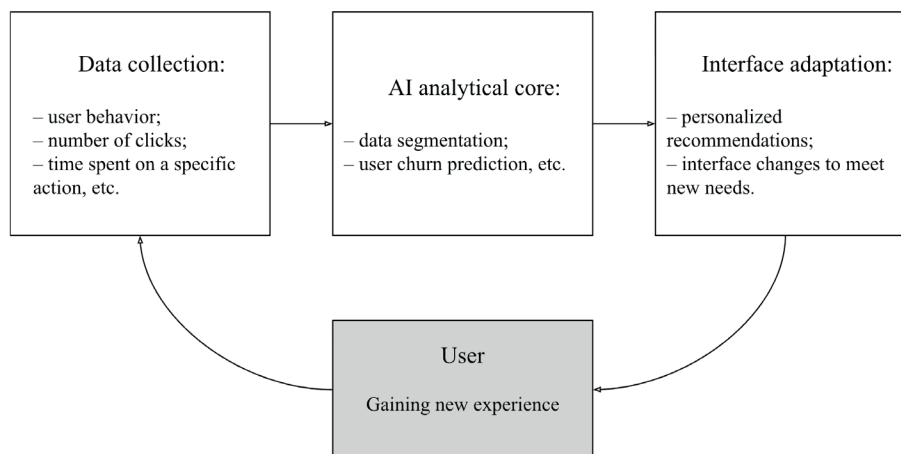 Data collection:
– user behavior;
– number of clicks;
– time spent on a specific
action, etc.
AI analytical core:
– data segmentation;
– user churn prediction, etc.
Interface adaptation:
– personalized
recommendations;
– interface changes to meet
new needs.
User
Gaining new experience